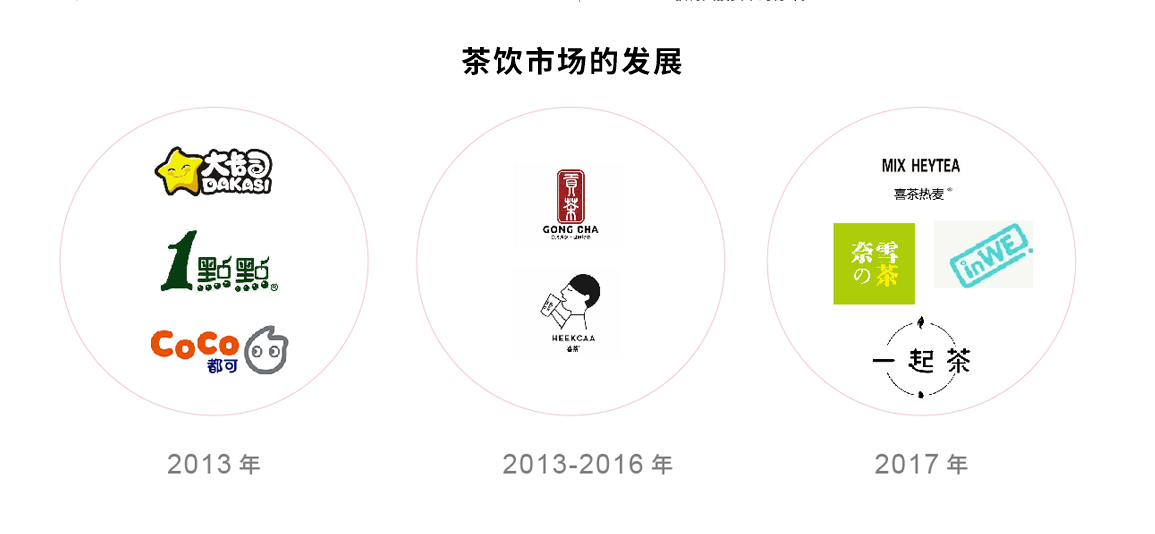 茶饮市场的发展
大卡司
DAKASI
1點點®
CoCo
都可
2013 年
貢茶
GONG CHA
HEEKCAA
喜茶
2013-2016 年
MIX HEYTEA
喜茶热麦®
奈雪
の茶
inWE
一起茶
2017 年